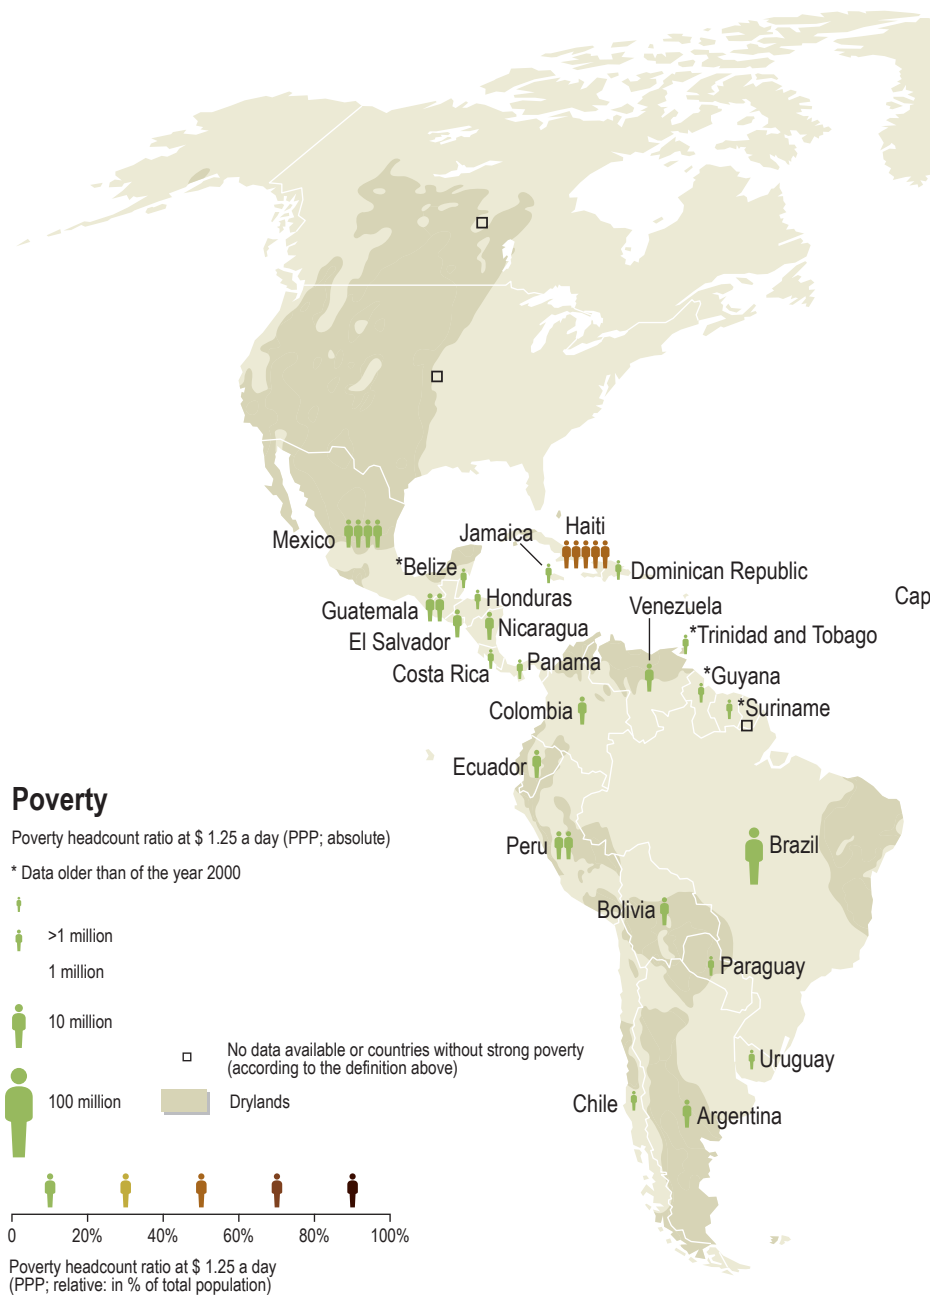 Jamaica
Haiti
Mexico
*Belize
Dominican Republic
Cap
Guatemala
Honduras
Venezuela
El Salvador
Nicaragua
*Trinidad and Tobago
Costa Rica
Panama
*Guyana
Colombia
*Suriname
Ecuador
Peru
Brazil
Bolivia
Paraguay
Uruguay
Chile
Argentina
Poverty
Poverty headcount ratio at $ 1.25 a day (PPP; absolute)
* Data older than of the year 2000
>1 million
1 million
10 million
100 million
No data available or countries without strong poverty
(according to the definition above)
Drylands
0 20% 40% 60% 80% 100%
Poverty headcount ratio at $ 1.25 a day
(PPP; relative: in % of total population)